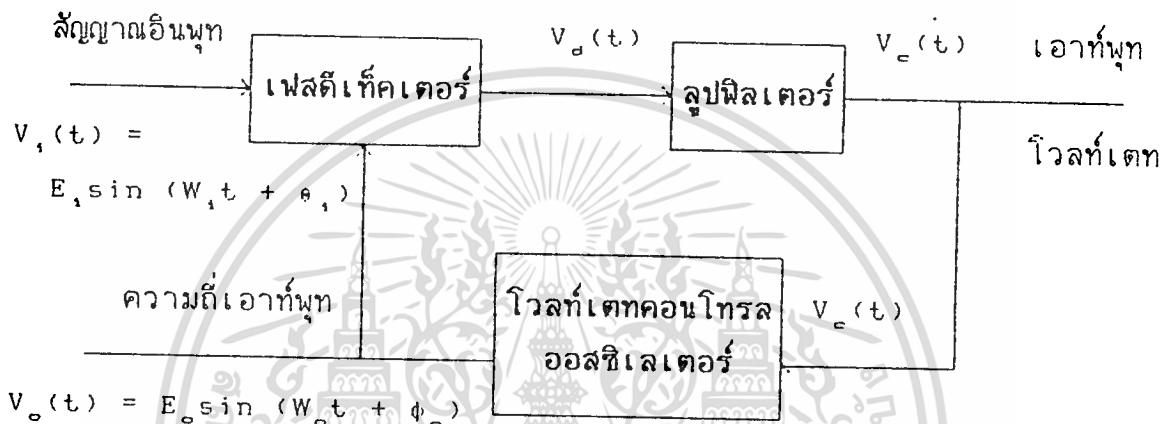 สัญญาณอินพุท
V_d(t)
V_c(t)
เอาท์พุท
เฟสดีเท็คเตอร์
ลูปฟิลเตอร์
V_i(t) =
E_i sin (W_i t + θ_i)
โวลท์เตท
ความถี่เอาท์พุท
โวลท์เตทคอนโทรล
ออสซิเลเตอร์
V_c(t)
V_o(t) = E_o sin (W_o t + ϕ_o)